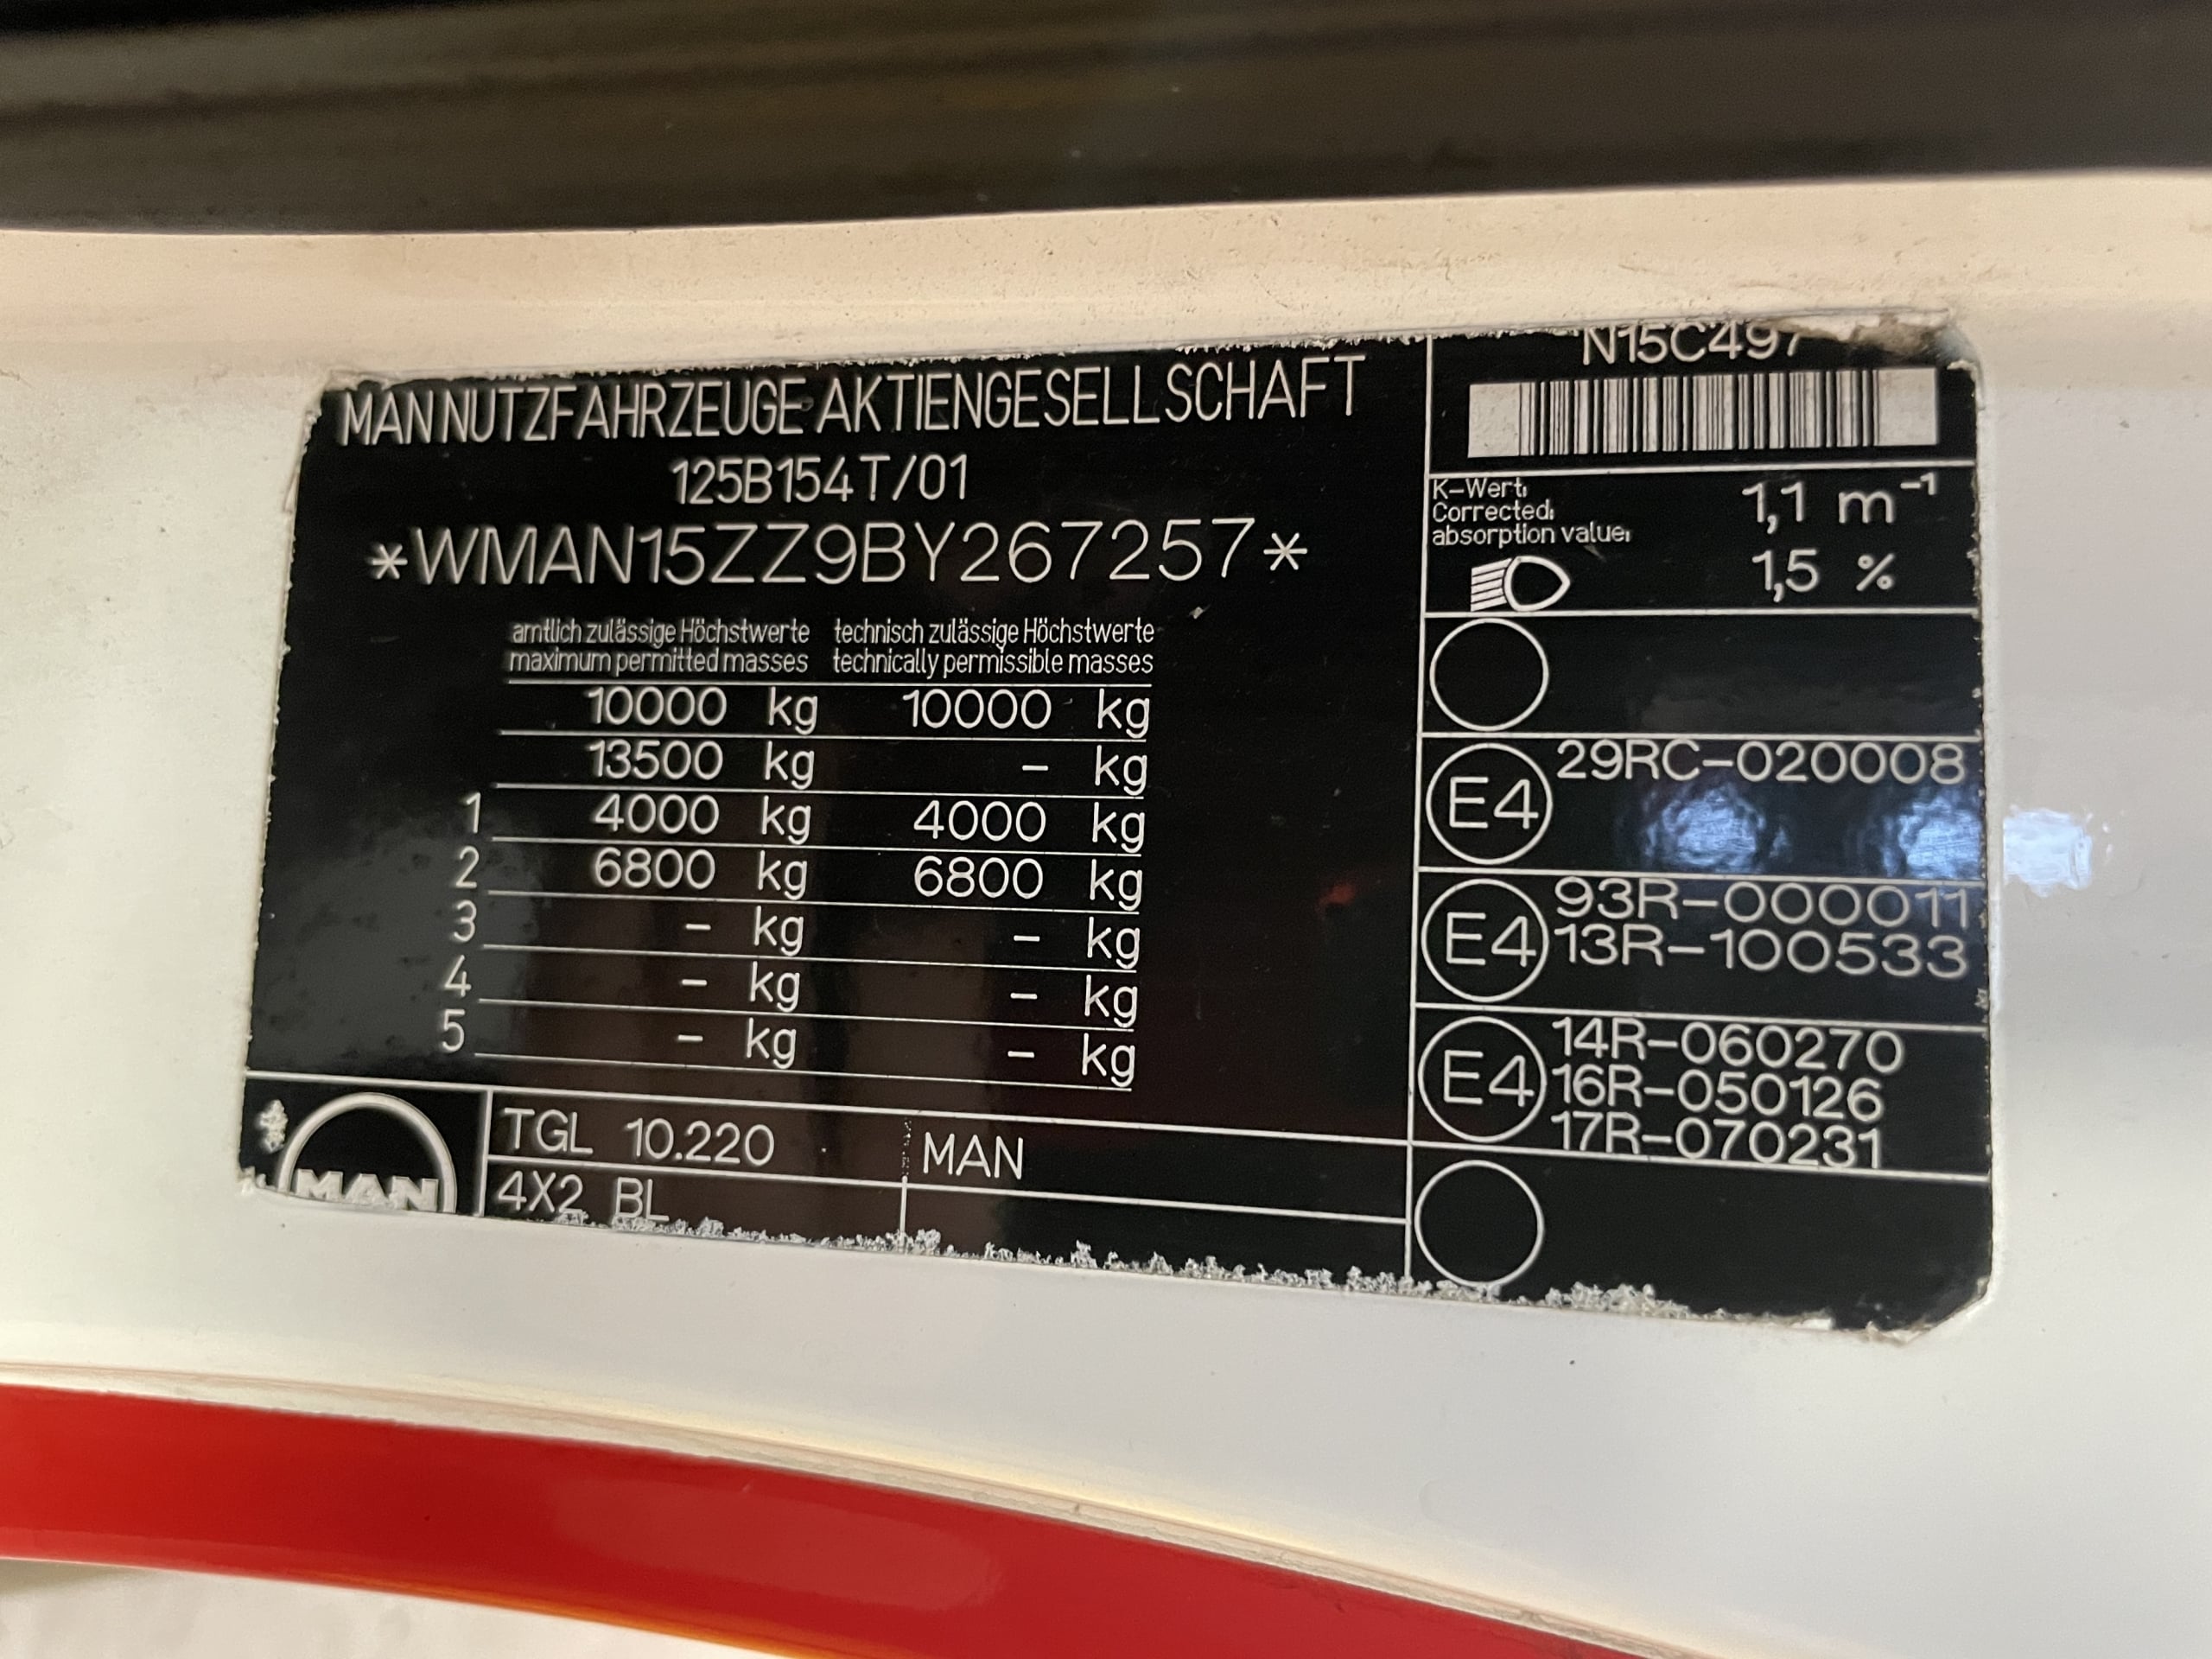 MAN NUTZFAHRZEUGE AKTIENGESELLSCHAFT
125B154T/01
*WMAN15ZZ9BY267257*
amtlich zulässige Höchstwerte technisch zulässige Höchstwerte
maximum permitted masses technically permissible masses
10000 kg 10000 kg
13500 kg - kg
1 4000 kg 4000 kg
2 6800 kg 6800 kg
3 - kg - kg
4 - kg - kg
5 - kg - kg
MAN
TGL 10.220 MAN
4X2 BL
N15C497
K-Wert:
Corrected:
absorption value:
1,1 m⁻¹
1,5 %
E4 29RC-020008
E4 93R-000011
13R-100533
E4 14R-060270
16R-050126
17R-070231